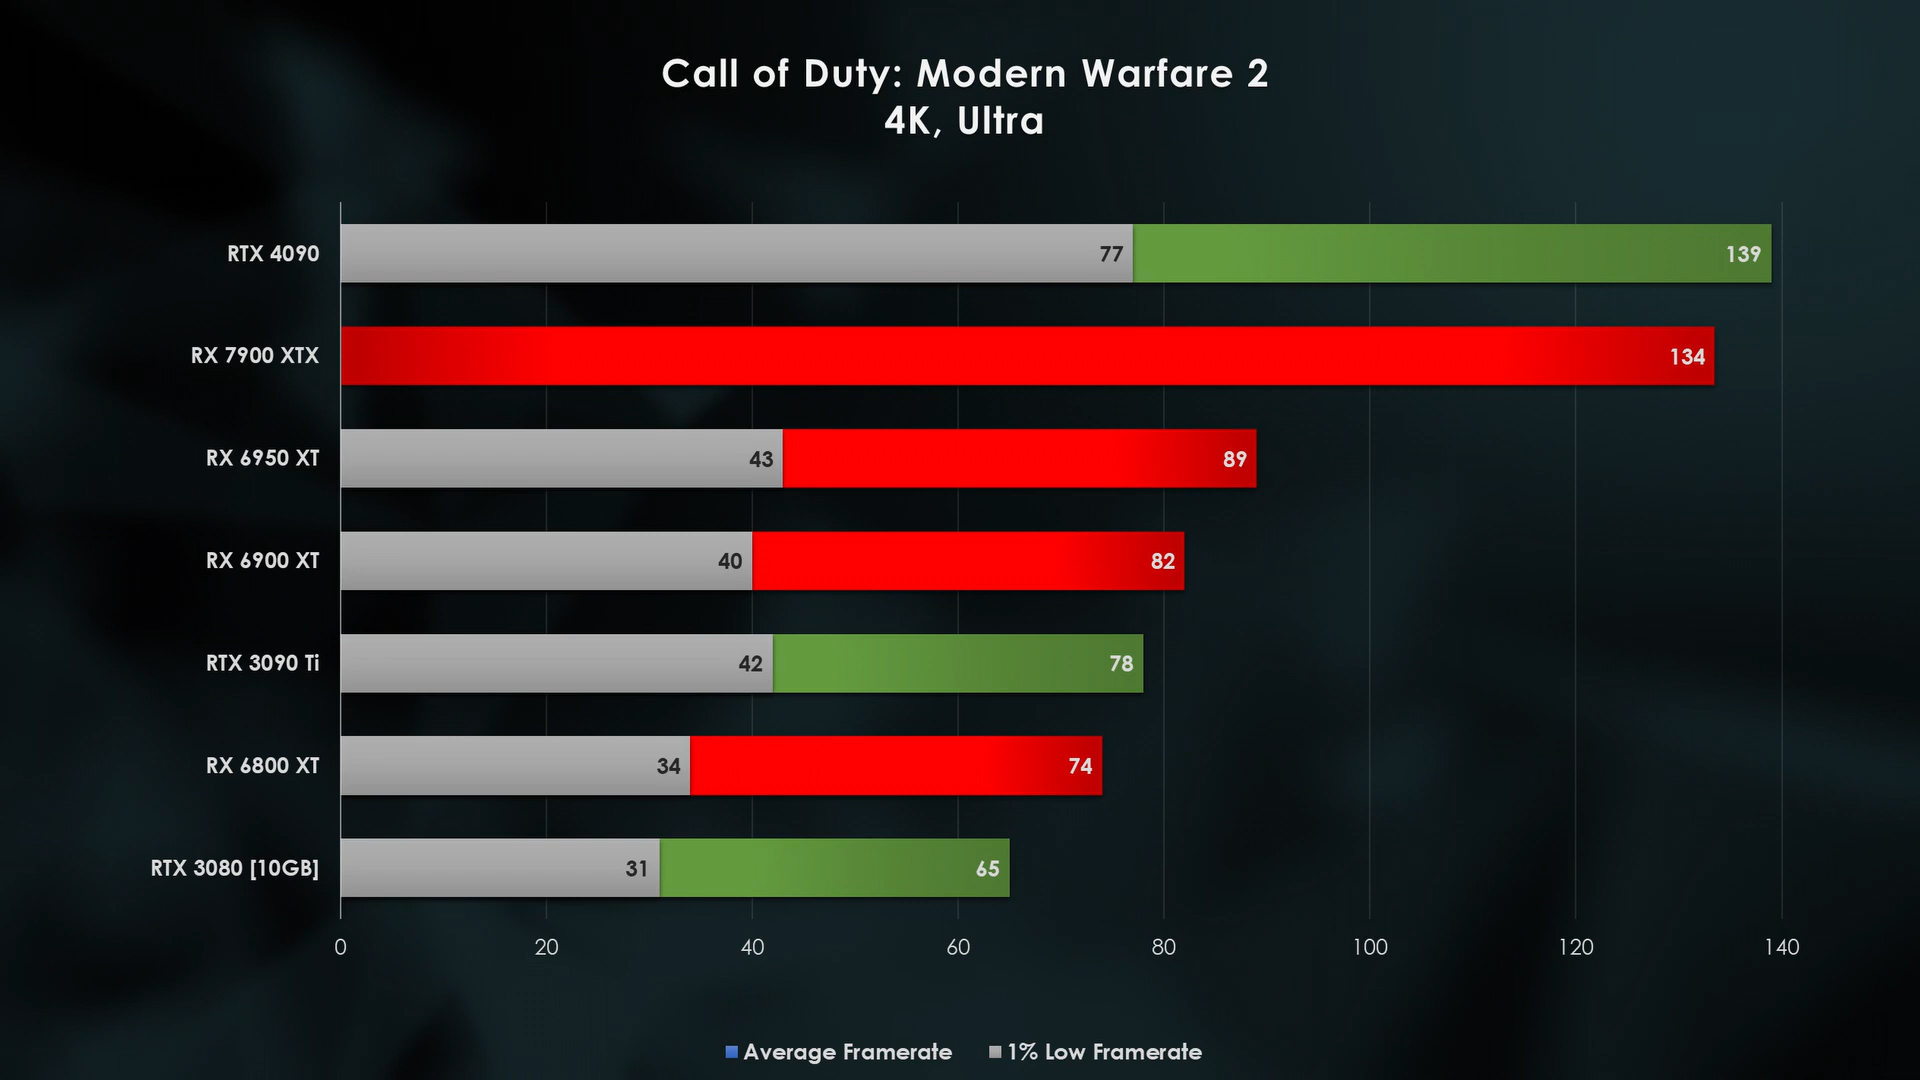 Call of Duty: Modern Warfare 2
4K, Ultra
RTX 4090 77 139
RX 7900 XTX 134
RX 6950 XT 43 89
RX 6900 XT 40 82
RTX 3090 Ti 42 78
RX 6800 XT 34 74
RTX 3080 [10GB] 31 65
0 20 40 60 80 100 120 140
Average Framerate 1% Low Framerate